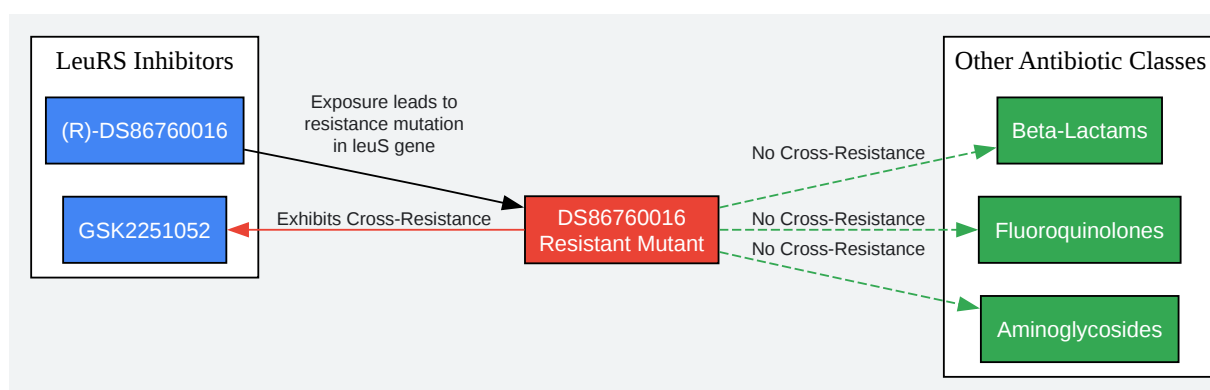 LeuRS Inhibitors
(R)-DS86760016
GSK2251052
Exposure leads to
resistance mutation
in leuS gene
Exhibits Cross-Resistance
DS86760016
Resistant Mutant
No Cross-Resistance
No Cross-Resistance
No Cross-Resistance
Other Antibiotic Classes
Beta-Lactams
Fluoroquinolones
Aminoglycosides